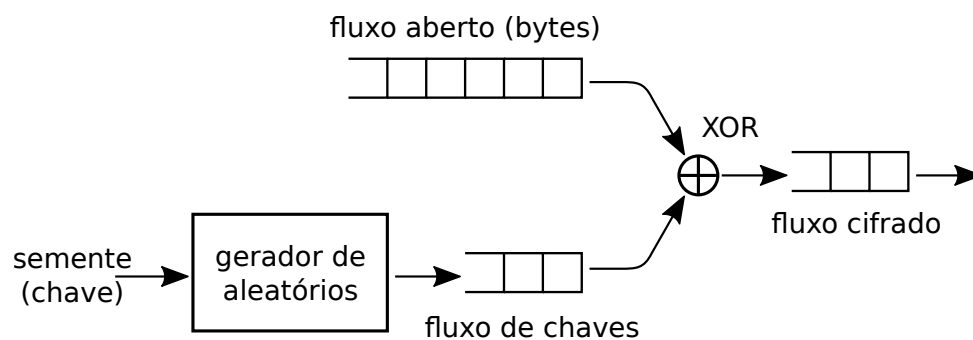 fluxo aberto (bytes)
XOR
fluxo cifrado
semente
(chave)
gerador de
aleatórios
fluxo de chaves